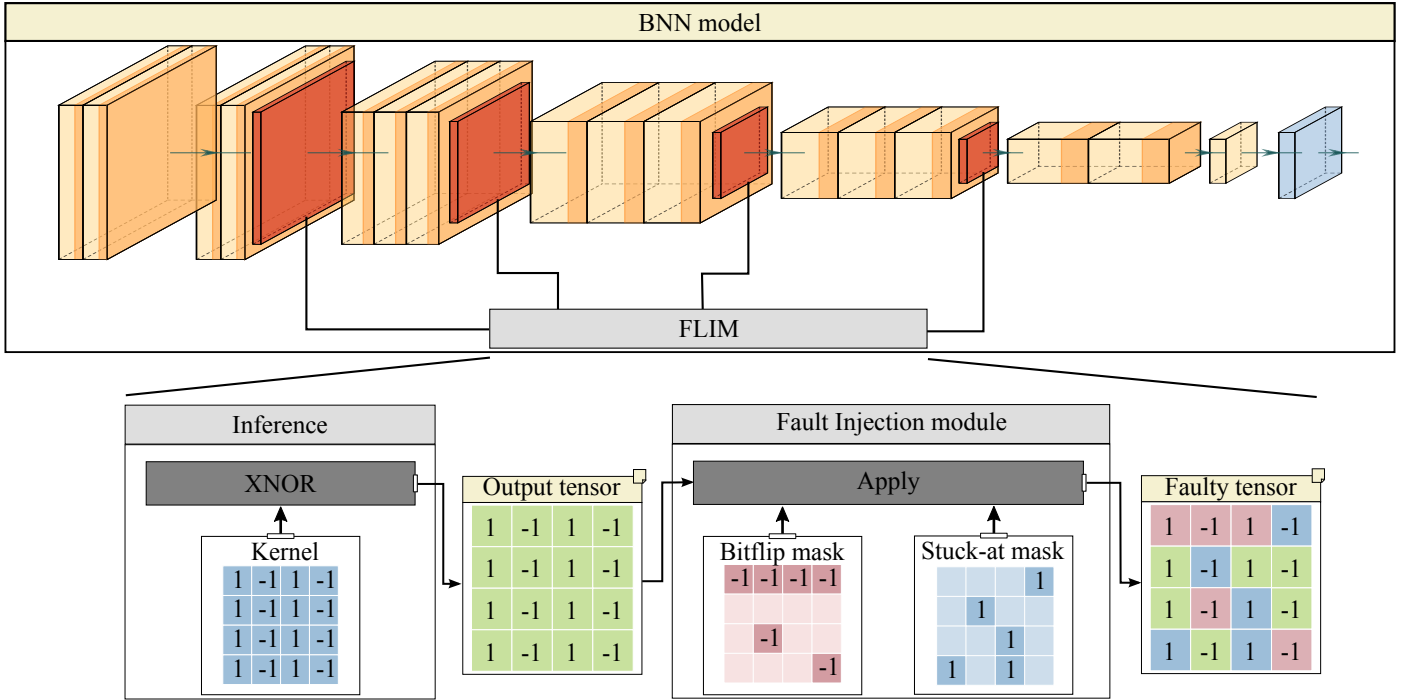 BNN model
FLIM
Inference
XNOR
Kernel
1 -1 1 -1
1 -1 1 -1
1 -1 1 -1
1 -1 1 -1
Output tensor
1 -1 1 -1
1 -1 1 -1
1 -1 1 -1
1 -1 1 -1
Fault Injection module
Apply
Bitflip mask
-1 -1 -1 -1
-1
-1
Stuck-at mask
1
1
1
1 1
Faulty tensor
1 -1 1 -1
1 -1 1 -1
1 -1 1 -1
1 -1 1 -1